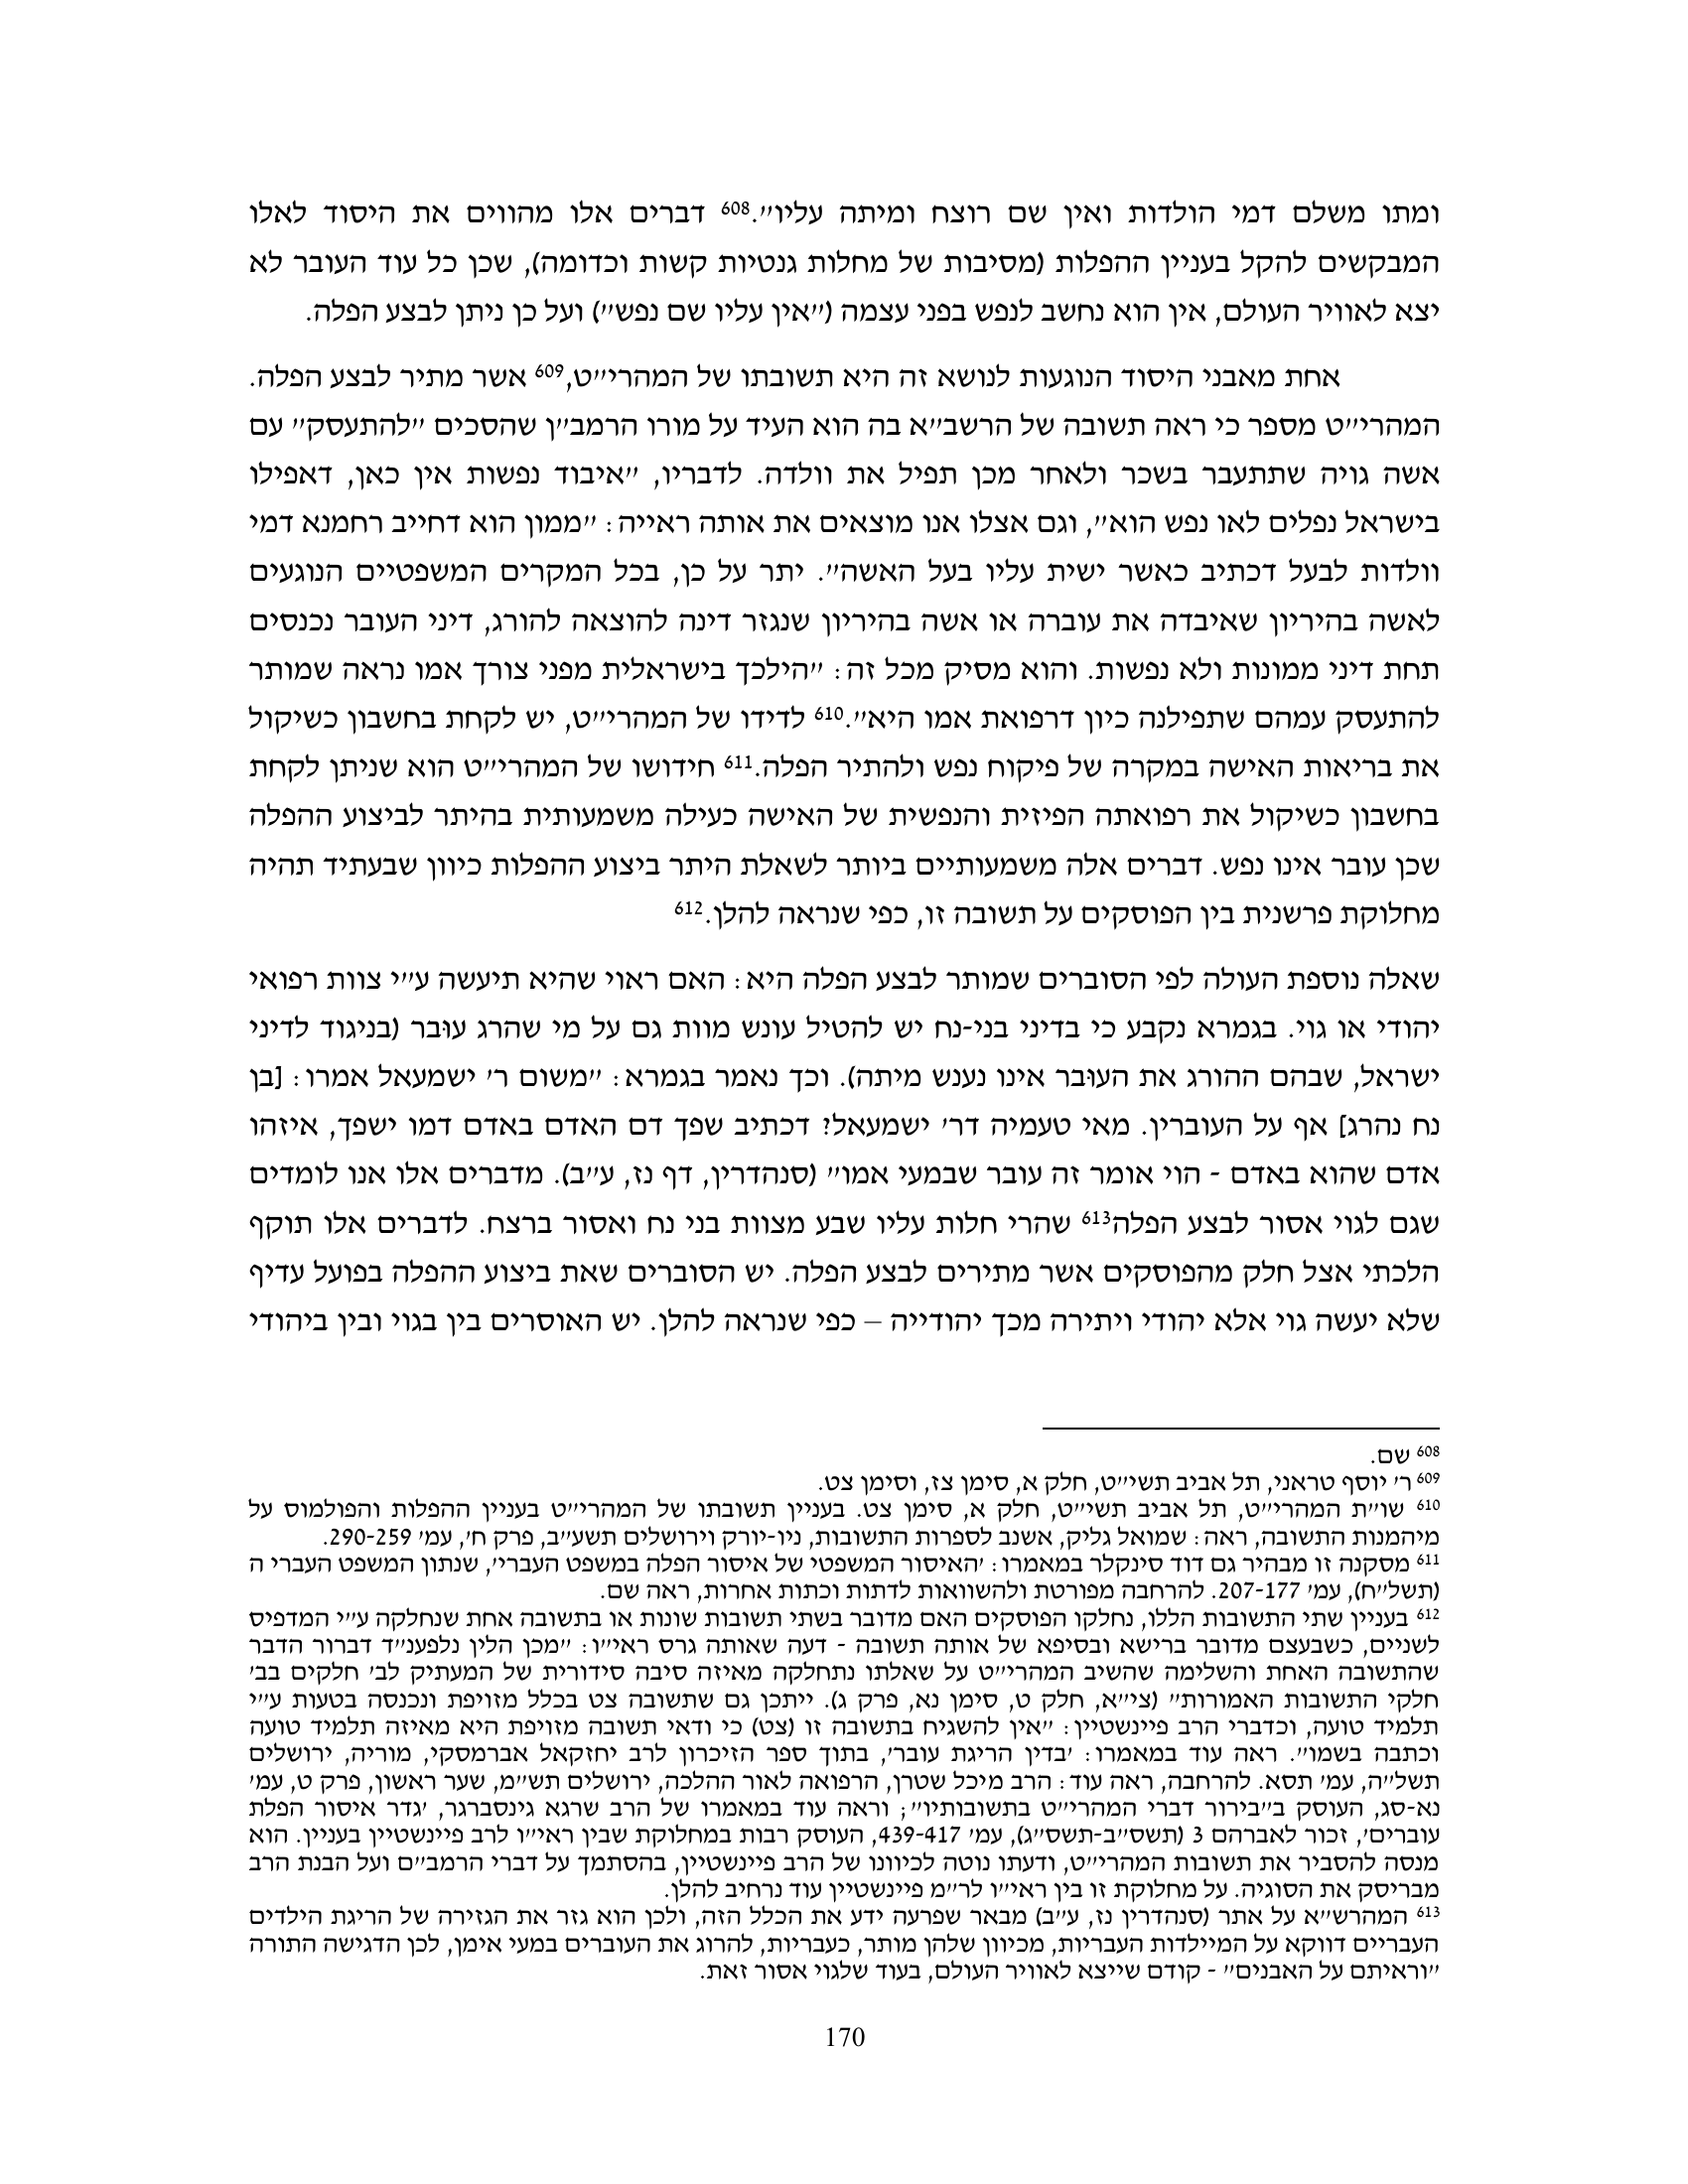 ומתו משלם דמי הולדות ואין שם רוצח ומיתה עליו".608 דברים אלו מהווים את היסוד לאלו
המבקשים להקל בעניין ההפלות (מסיבות של מחלות גנטיות קשות וכדומה), שכן כל עוד העובר לא
יצא לאוויר העולם, אין הוא נחשב לנפש בפני עצמה ("אין עליו שם נפש") ועל כן ניתן לבצע הפלה.
אחת מאבני היסוד הנוגעות לנושא זה היא תשובתו של המהרי"ט,609 אשר מתיר לבצע הפלה.
המהרי"ט מספר כי ראה תשובה של הרשב"א בה הוא העיד על מורו הרמב"ן שהסכים "להתעסק" עם
אשה גויה שתתעבר בשכר ולאחר מכן תפיל את וולדה. לדבריו, "איבוד נפשות אין כאן, דאפילו
בישראל נפלים לאו נפש הוא", וגם אצלו אנו מוצאים את אותה ראייה: "ממון הוא דחייב רחמנא דמי
וולדות לבעל דכתיב כאשר ישית עליו בעל האשה". יתר על כן, בכל המקרים המשפטיים הנוגעים
לאשה בהיריון שאיבדה את עוברה או אשה בהיריון שנגזר דינה להוצאה להורג, דיני העובר נכנסים
תחת דיני ממונות ולא נפשות. והוא מסיק מכל זה: "הילכך בישראלית מפני צורך אמו נראה שמותר
להתעסק עמהם שתפילנה כיון דרפואת אמו היא".610 לדידו של המהרי"ט, יש לקחת בחשבון כשיקול
את בריאות האישה במקרה של פיקוח נפש ולהתיר הפלה.611 חידושו של המהרי"ט הוא שניתן לקחת
בחשבון כשיקול את רפואתה הפיזית והנפשית של האישה כעילה משמעותית בהיתר לביצוע ההפלה
שכן עובר אינו נפש. דברים אלה משמעותיים ביותר לשאלת היתר ביצוע ההפלות כיוון שבעתיד תהיה
מחלוקת פרשנית בין הפוסקים על תשובה זו, כפי שנראה להלן.612
שאלה נוספת העולה לפי הסוברים שמותר לבצע הפלה היא: האם ראוי שהיא תיעשה ע"י צוות רפואי
יהודי או גוי. בגמרא נקבע כי בדיני בני-נח יש להטיל עונש מוות גם על מי שהרג עוּבר (בניגוד לדיני
ישראל, שבהם ההורג את העוּבר אינו נענש מיתה). וכך נאמר בגמרא: "משום ר' ישמעאל אמרו: [בן
נח נהרג] אף על העוברין. מאי טעמיה דר' ישמעאל? דכתיב שפך דם האדם באדם דמו ישפך, איזהו
אדם שהוא באדם - הוי אומר זה עובר שבמעי אמו" (סנהדרין, דף נז, ע"ב). מדברים אלו אנו לומדים
שגם לגוי אסור לבצע הפלה613 שהרי חלות עליו שבע מצוות בני נח ואסור ברצח. לדברים אלו תוקף
הלכתי אצל חלק מהפוסקים אשר מתירים לבצע הפלה. יש הסוברים שאת ביצוע ההפלה בפועל עדיף
שלא יעשה גוי אלא יהודי ויתירה מכך יהודייה – כפי שנראה להלן. יש האוסרים בין בגוי ובין ביהודי
608 שם.
609 ר' יוסף טראני, תל אביב תשי"ט, חלק א, סימן צז, וסימן צט.
610 שו"ת המהרי"ט, תל אביב תשי"ט, חלק א, סימן צט. בעניין תשובתו של המהרי"ט בעניין ההפלות והפולמוס על
מיהמנות התשובה, ראה: שמואל גליק, אשנב לספרות התשובות, ניו-יורק וירושלים תשע"ב, פרק ח', עמ' 290-259.
611 מסקנה זו מבהיר גם דוד סינקלר במאמרו: 'האיסור המשפטי של איסור הפלה במשפט העברי', שנתון המשפט העברי ה
(תשל"ח), עמ' 207-177. להרחבה מפורטת ולהשוואות לדתות וכתות אחרות, ראה שם.
612 בעניין שתי התשובות הללו, נחלקו הפוסקים האם מדובר בשתי תשובות שונות או בתשובה אחת שנחלקה ע"י המדפיס
לשניים, כשבעצם מדובר ברישא ובסיפא של אותה תשובה - דעה שאותה גרס ראי"ו: "מכן הלין נלפענ"ד דברור הדבר
שהתשובה האחת והשלימה שהשיב המהרי"ט על שאלתו נתחלקה מאיזה סיבה סידורית של המעתיק לב' חלקים בב'
חלקי התשובות האמורות" (צי"א, חלק ט, סימן נא, פרק ג). ייתכן גם שתשובה צט בכלל מזויפת ונכנסה בטעות ע"י
תלמיד טועה, וכדברי הרב פיינשטיין: "אין להשגיח בתשובה זו (צט) כי ודאי תשובה מזויפת היא מאיזה תלמיד טועה
וכתבה בשמו". ראה עוד במאמרו: 'בדין הריגת עובר', בתוך ספר הזיכרון לרב יחזקאל אברמסקי, מוריה, ירושלים
תשל"ה, עמ' תסא. להרחבה, ראה עוד: הרב מיכל שטרן, הרפואה לאור ההלכה, ירושלים תש"מ, שער ראשון, פרק ט, עמ'
נא-סג, העוסק ב"בירור דברי המהרי"ט בתשובותיו"; וראה עוד במאמרו של הרב שרגא גינסברגר, 'גדר איסור הפלת
עוברים', זכור לאברהם 3 (תשס"ב-תשס"ג), עמ' 439-417, העוסק רבות במחלוקת שבין ראי"ו לרב פיינשטיין בעניין. הוא
מנסה להסביר את תשובות המהרי"ט, ודעתו נוטה לכיוונו של הרב פיינשטיין, בהסתמך על דברי הרמב"ם ועל הבנת הרב
מבריסק את הסוגיה. על מחלוקת זו בין ראי"ו לר"מ פיינשטיין עוד נרחיב להלן.
613 המהרש"א על אתר (סנהדרין נז, ע"ב) מבאר שפרעה ידע את הכלל הזה, ולכן הוא גזר את הגזירה של הריגת הילדים
העבריים דווקא על המיילדות העבריות, מכיוון שלהן מותר, כעבריות, להרוג את העוברים במעי אימן, לכן הדגישה התורה
"וראיתם על האבנים" - קודם שייצא לאוויר העולם, בעוד שלגוי אסור זאת.
170